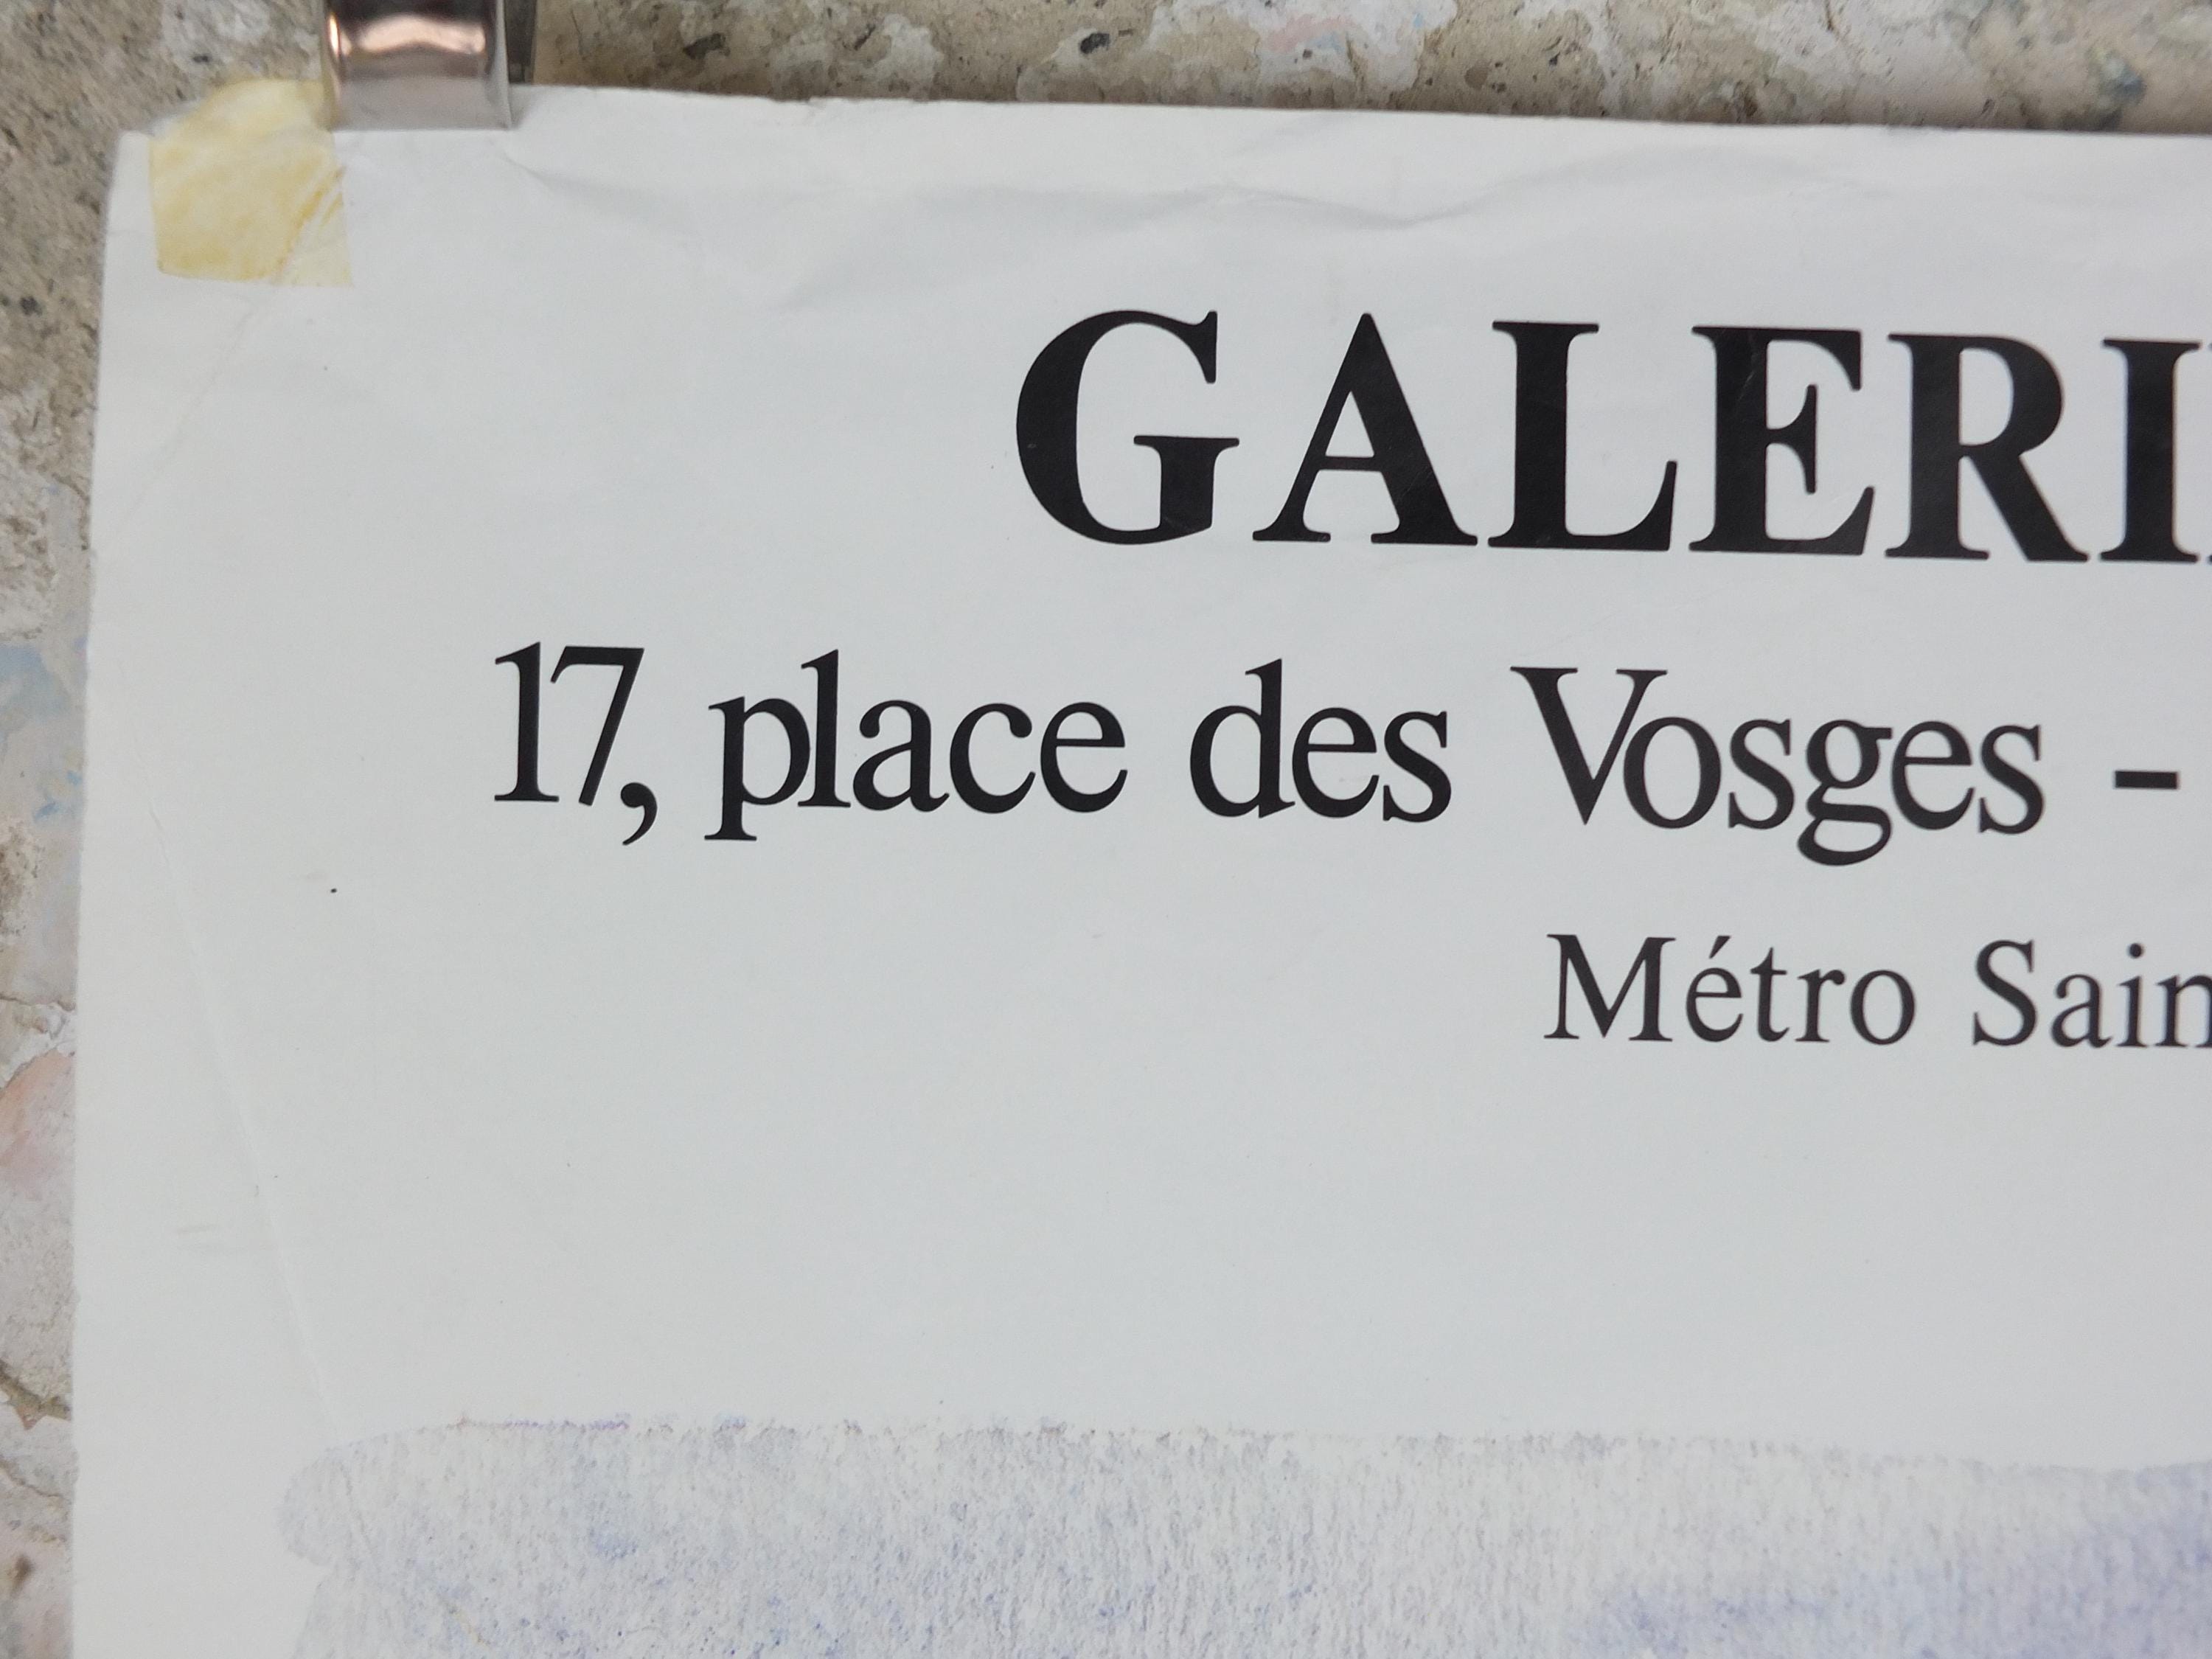 GALERI
17, place des Vosges -
Métro Sain